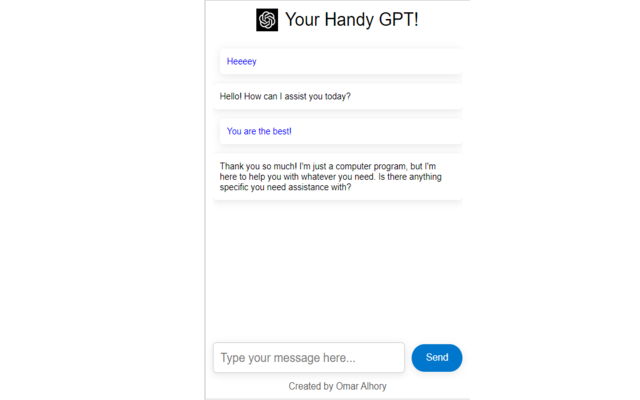 Your Handy GPT!
Heeeey
Hello! How can I assist you today?
You are the best!
Thank you so much! I'm just a computer program, but I'm
here to help you with whatever you need. Is there anything
specific you need assistance with?
Type your message here...
Send
Created by Omar Alhory